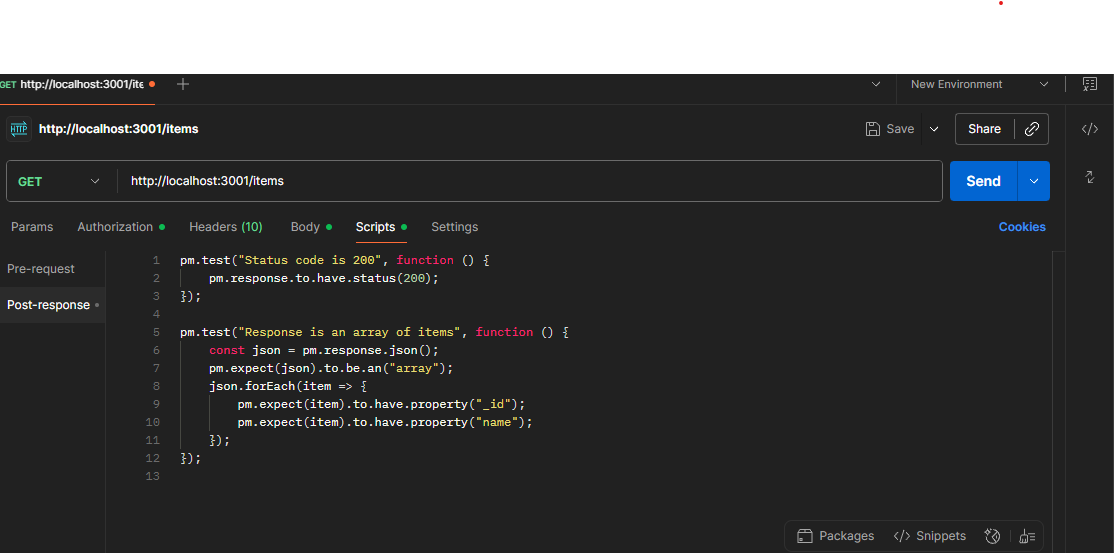 GET http://localhost:3001/ite
New Environment
HTTP http://localhost:3001/items
Save Share
GET http://localhost:3001/items Send
Params Authorization Headers (10) Body Scripts Settings Cookies
Pre-request
Post-response
1 pm.test("Status code is 200", function () {
2 pm.response.to.have.status(200);
3 });
4
5 pm.test("Response is an array of items", function () {
6 const json = pm.response.json();
7 pm.expect(json).to.be.an("array");
8 json.forEach(item => {
9 pm.expect(item).to.have.property("_id");
10 pm.expect(item).to.have.property("name");
11 });
12 });
13
Packages </> Snippets